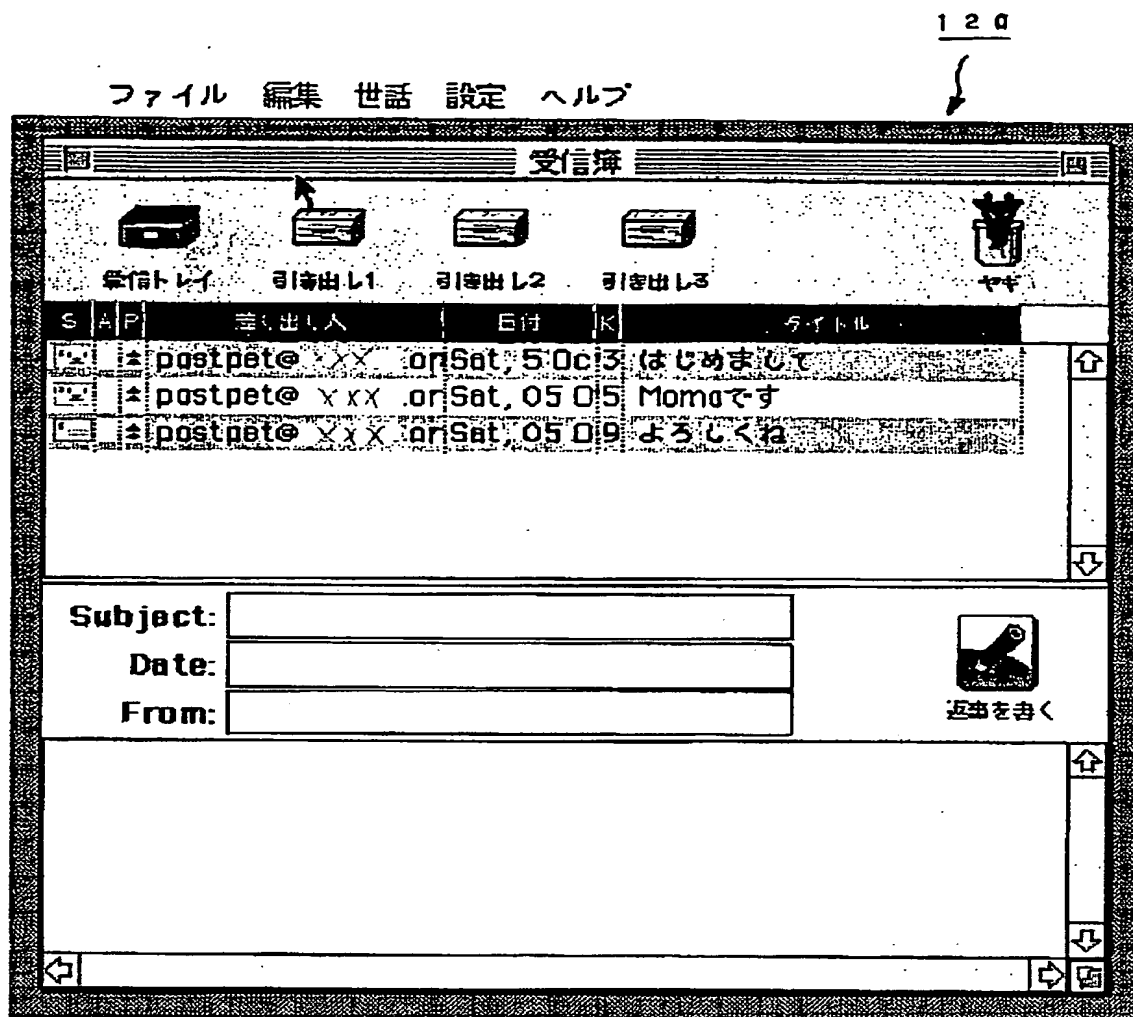 12a
ファイル 編集 世話 設定 ヘルプ
受信簿
受信トレイ 引き出し1 引き出し2 引き出し3 ヤギ
S A P 差し出し人 日付 K タイトル
postpet@ xxx .or Sat, 5 Oc 3 はじめまして
postpet@ xxx .or Sat, 05 O 5 Momoです
postpet@ xxx .or Sat, 05 O 9 よろしくね
Subject:
Date:
From:
返事を書く